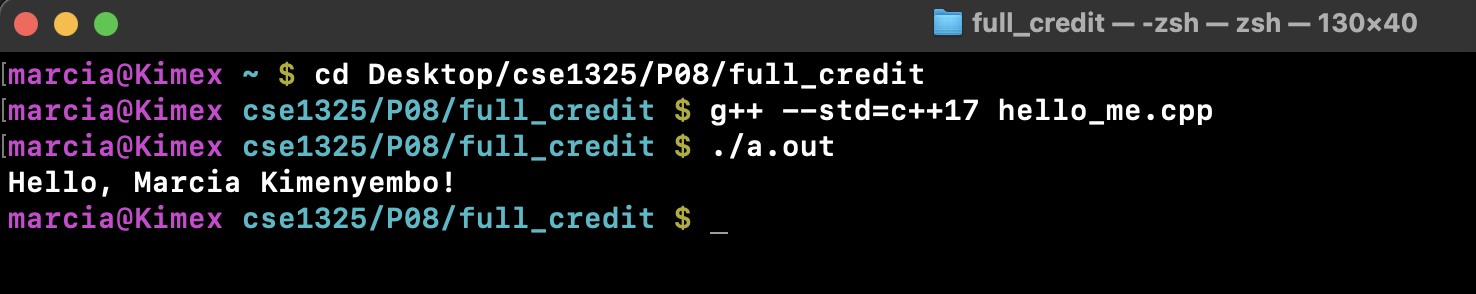 full_credit — -zsh — zsh — 130×40
[marcia@Kimex ~ $ cd Desktop/cse1325/P08/full_credit
[marcia@Kimex cse1325/P08/full_credit $ g++ --std=c++17 hello_me.cpp
[marcia@Kimex cse1325/P08/full_credit $ ./a.out
Hello, Marcia Kimenyembo!
marcia@Kimex cse1325/P08/full_credit $ _